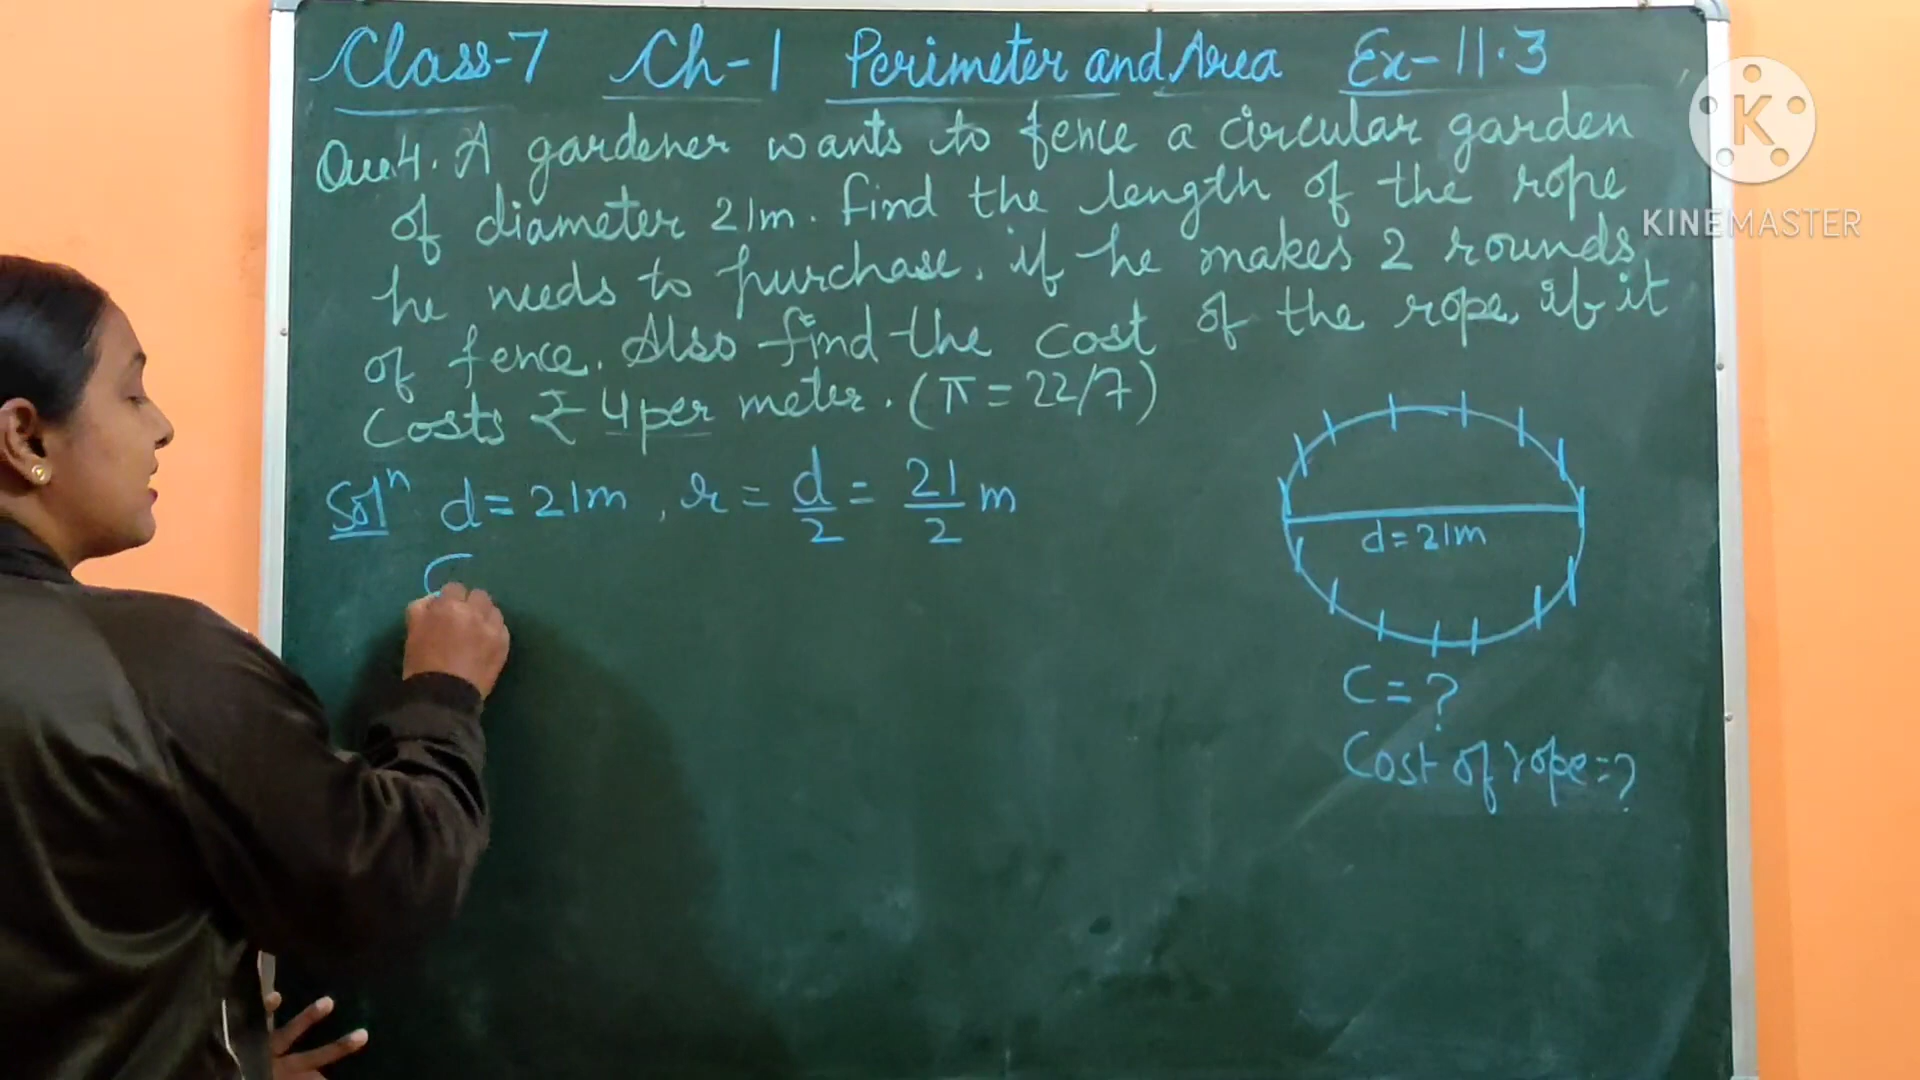 Class-7 Ch-1 Perimeter and Area Ex-11.3
Que4. A gardener wants to fence a circular garden
of diameter 21m. Find the length of the rope
he needs to purchase, if he makes 2 rounds
of fence. Also find the cost of the rope, if it
costs ₹ 4 per meter. (π = 22/7)
Solⁿ d = 21m , r = d/2 = 21/2 m
C
d = 21m
C = ?
Cost of rope = ?
K
KINEMASTER